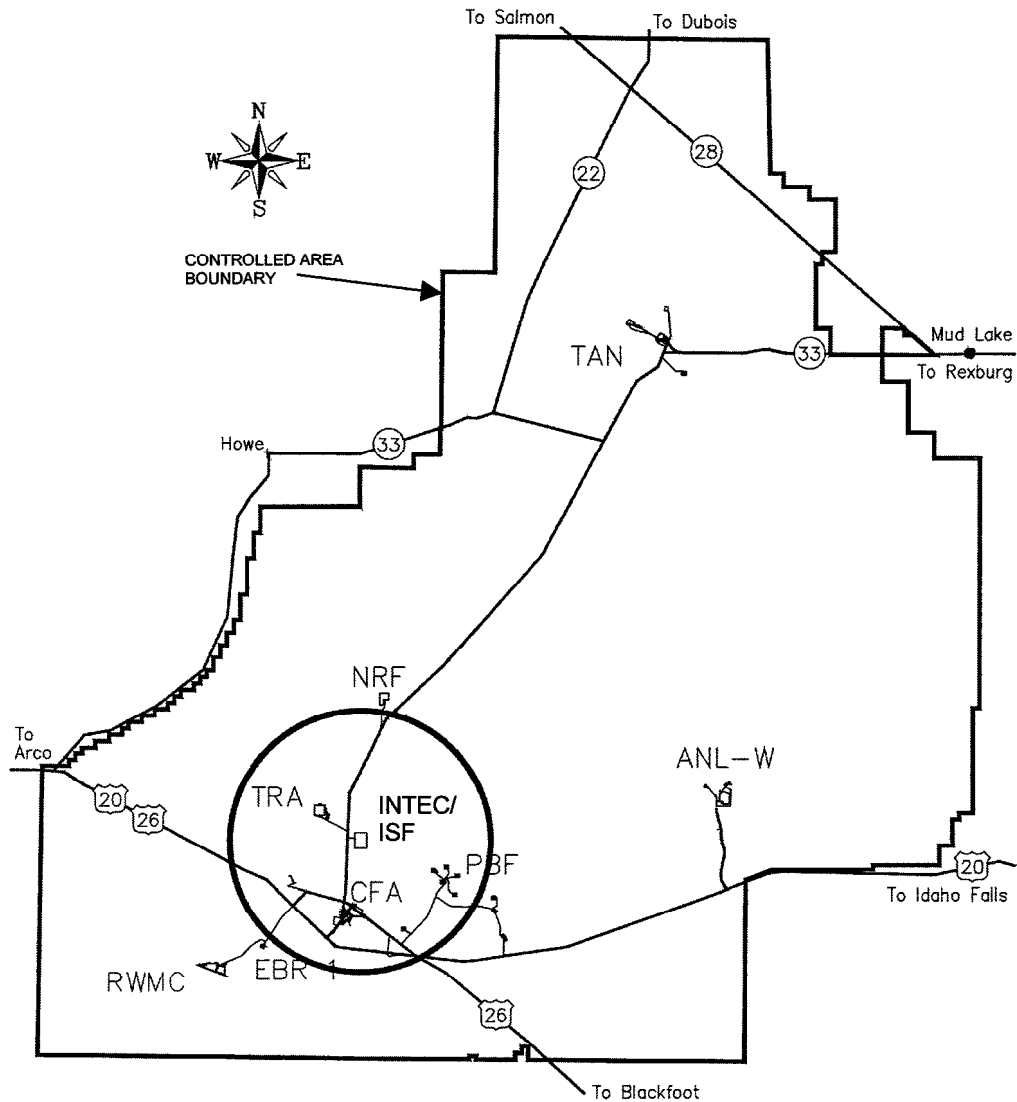 To Salmon
To Dubois
N
W
E
S
28
22
CONTROLLED AREA
BOUNDARY
TAN
33
Mud Lake
To Rexburg
Howe
33
NRF
To
Arco
20
26
TRA
INTEC/
ISF
ANL-W
PBF
CFA
20
To Idaho Falls
RWMC
EBR 1
26
To Blackfoot